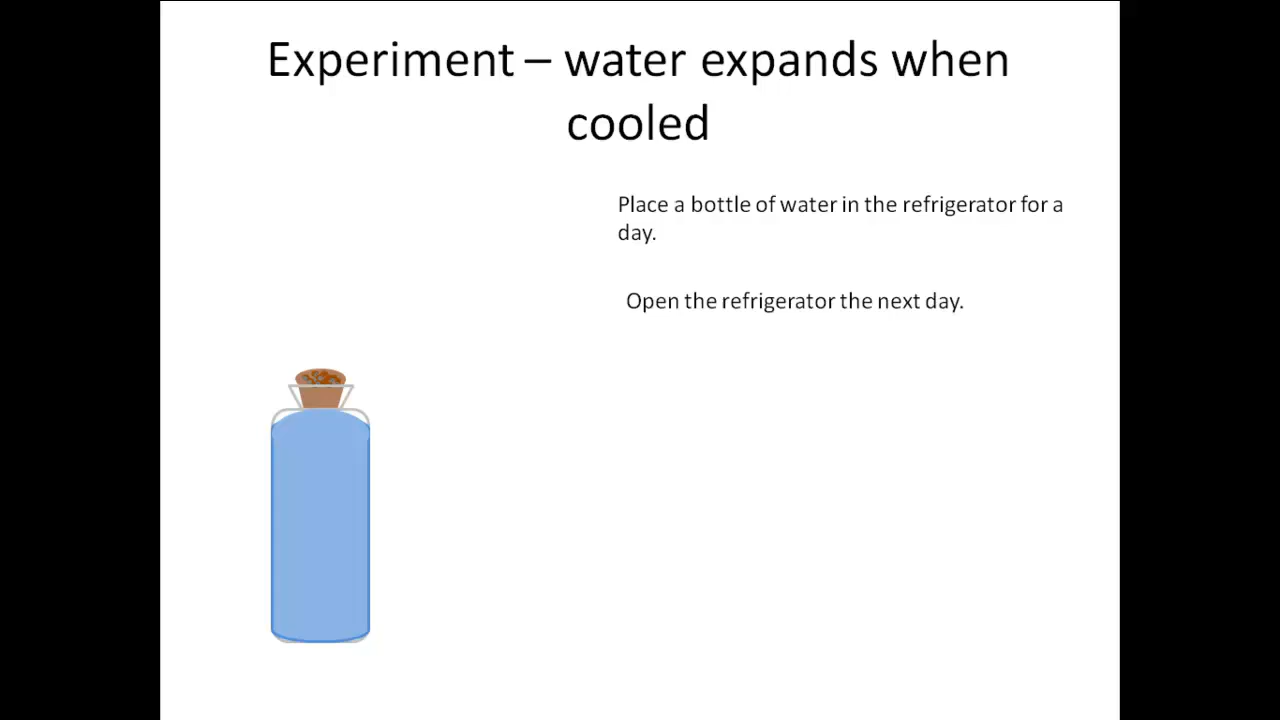 Experiment – water expands when
cooled
Place a bottle of water in the refrigerator for a
day.
Open the refrigerator the next day.